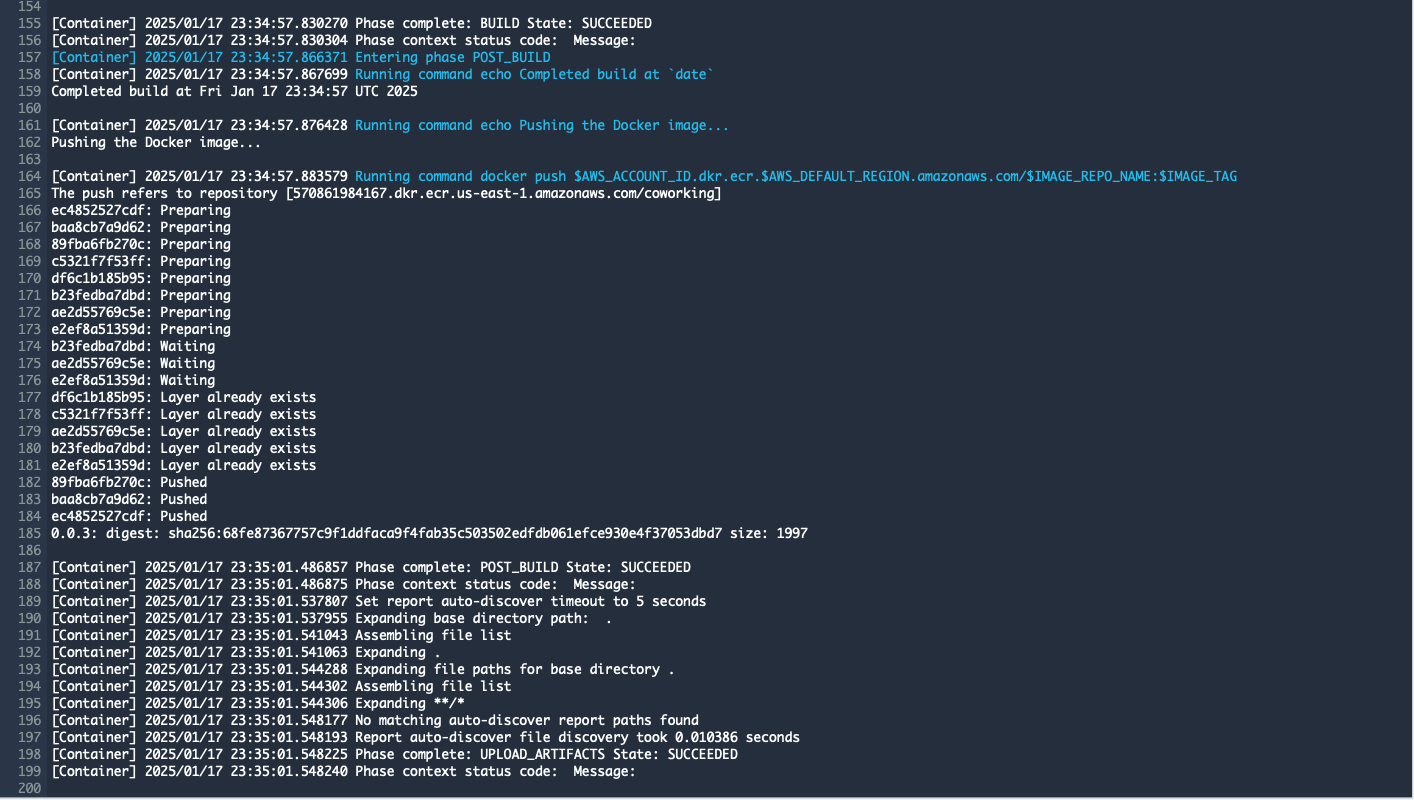 154
155 [Container] 2025/01/17 23:34:57.830270 Phase complete: BUILD State: SUCCEEDED
156 [Container] 2025/01/17 23:34:57.830304 Phase context status code:  Message:
157 [Container] 2025/01/17 23:34:57.866371 Entering phase POST_BUILD
158 [Container] 2025/01/17 23:34:57.867699 Running command echo Completed build at `date`
159 Completed build at Fri Jan 17 23:34:57 UTC 2025
160
161 [Container] 2025/01/17 23:34:57.876428 Running command echo Pushing the Docker image...
162 Pushing the Docker image...
163
164 [Container] 2025/01/17 23:34:57.883579 Running command docker push $AWS_ACCOUNT_ID.dkr.ecr.$AWS_DEFAULT_REGION.amazonaws.com/$IMAGE_REPO_NAME:$IMAGE_TAG
165 The push refers to repository [570861984167.dkr.ecr.us-east-1.amazonaws.com/coworking]
166 ec4852527cdf: Preparing
167 baa8cb7a9d62: Preparing
168 89fba6fb270c: Preparing
169 c5321f7f53ff: Preparing
170 df6c1b185b95: Preparing
171 b23fedba7dbd: Preparing
172 ae2d55769c5e: Preparing
173 e2ef8a51359d: Preparing
174 b23fedba7dbd: Waiting
175 ae2d55769c5e: Waiting
176 e2ef8a51359d: Waiting
177 df6c1b185b95: Layer already exists
178 c5321f7f53ff: Layer already exists
179 ae2d55769c5e: Layer already exists
180 b23fedba7dbd: Layer already exists
181 e2ef8a51359d: Layer already exists
182 89fba6fb270c: Pushed
183 baa8cb7a9d62: Pushed
184 ec4852527cdf: Pushed
185 0.0.3: digest: sha256:68fe87367757c9f1ddfaca9f4fab35c503502edfdb061efce930e4f37053dbd7 size: 1997
186
187 [Container] 2025/01/17 23:35:01.486857 Phase complete: POST_BUILD State: SUCCEEDED
188 [Container] 2025/01/17 23:35:01.486875 Phase context status code:  Message:
189 [Container] 2025/01/17 23:35:01.537807 Set report auto-discover timeout to 5 seconds
190 [Container] 2025/01/17 23:35:01.537955 Expanding base directory path:  .
191 [Container] 2025/01/17 23:35:01.541043 Assembling file list
192 [Container] 2025/01/17 23:35:01.541063 Expanding .
193 [Container] 2025/01/17 23:35:01.544288 Expanding file paths for base directory .
194 [Container] 2025/01/17 23:35:01.544302 Assembling file list
195 [Container] 2025/01/17 23:35:01.544306 Expanding **/*
196 [Container] 2025/01/17 23:35:01.548177 No matching auto-discover report paths found
197 [Container] 2025/01/17 23:35:01.548193 Report auto-discover file discovery took 0.010386 seconds
198 [Container] 2025/01/17 23:35:01.548225 Phase complete: UPLOAD_ARTIFACTS State: SUCCEEDED
199 [Container] 2025/01/17 23:35:01.548240 Phase context status code:  Message:
200